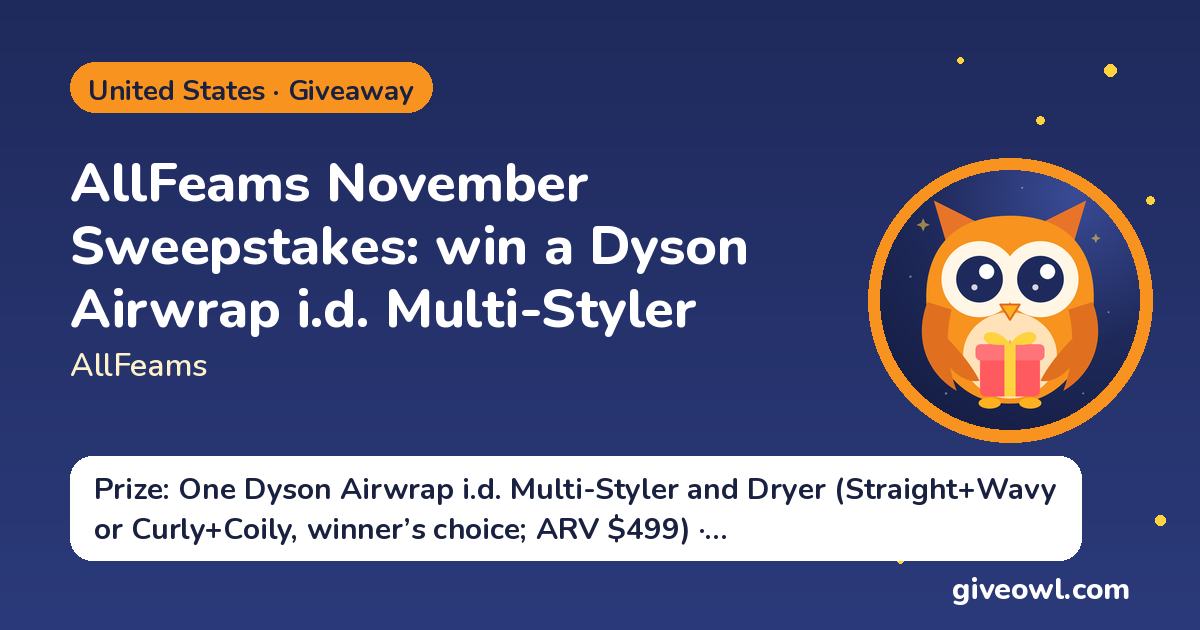 United States · Giveaway
AllFeams November
Sweepstakes: win a Dyson
Airwrap i.d. Multi-Styler
AllFeams
Prize: One Dyson Airwrap i.d. Multi-Styler and Dryer (Straight+Wavy
or Curly+Coily, winner’s choice; ARV $499) ·…
giveowl.com